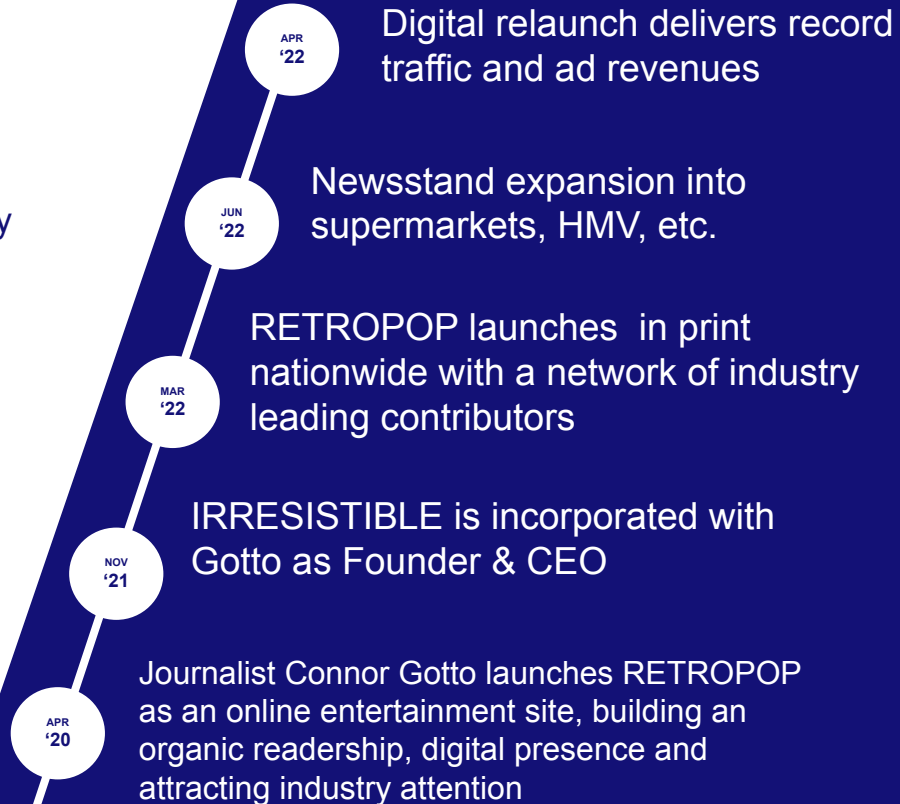 APR
‘22
Digital relaunch delivers record
traffic and ad revenues
JUN
‘22
Newsstand expansion into
supermarkets, HMV, etc.
y
MAR
‘22
RETROPOP launches  in print
nationwide with a network of industry
leading contributors
NOV
‘21
IRRESISTIBLE is incorporated with
Gotto as Founder & CEO
APR
‘20
Journalist Connor Gotto launches RETROPOP
as an online entertainment site, building an
organic readership, digital presence and
attracting industry attention